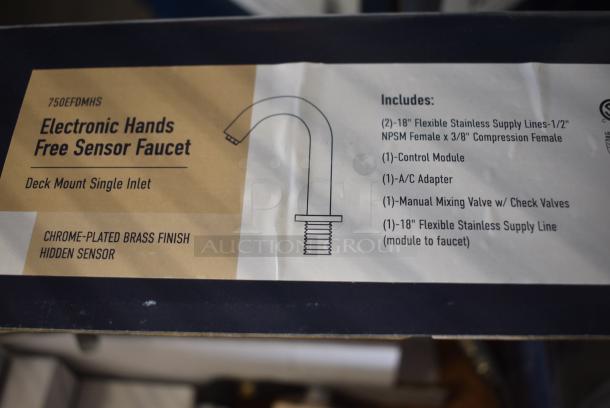 750EFDMHS
Electronic Hands
Free Sensor Faucet
Deck Mount Single Inlet
CHROME-PLATED BRASS FINISH
HIDDEN SENSOR
Includes:
(2)-18" Flexible Stainless Supply Lines-1/2"
NPSM Female x 3/8" Compression Female
(1)-Control Module
(1)-A/C Adapter
(1)-Manual Mixing Valve w/ Check Valves
(1)-18" Flexible Stainless Supply Line
(module to faucet)
PCI
AUCTION GROUP